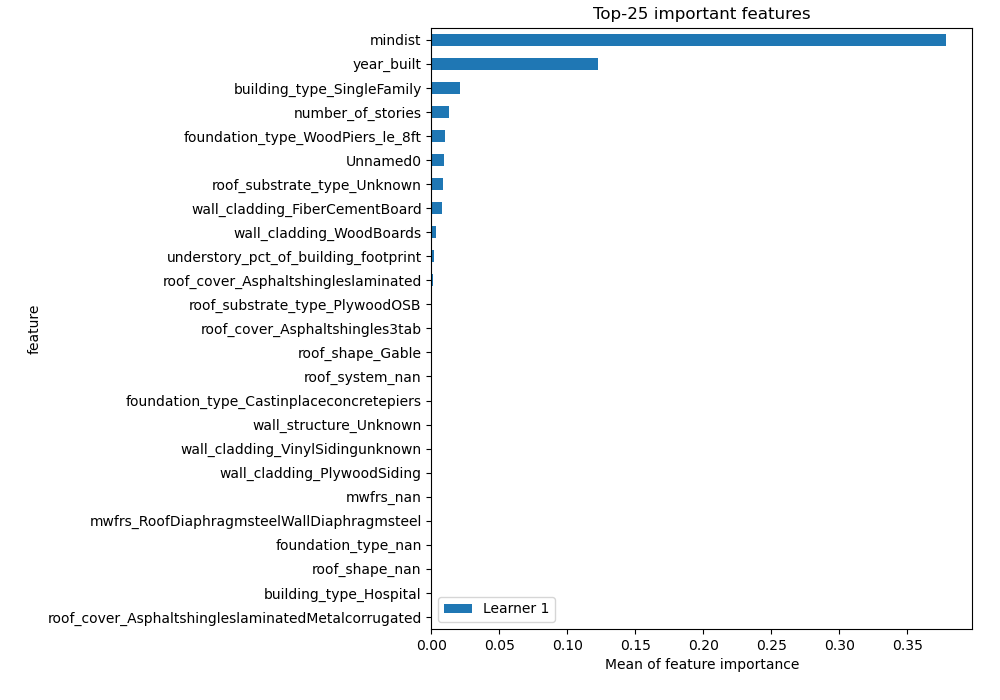 Top-25 important features
mindist
year_built
building_type_SingleFamily
number_of_stories
foundation_type_WoodPiers_le_8ft
Unnamed0
roof_substrate_type_Unknown
wall_cladding_FiberCementBoard
wall_cladding_WoodBoards
understory_pct_of_building_footprint
roof_cover_Asphaltshingleslaminated
roof_substrate_type_PlywoodOSB
roof_cover_Asphaltshingles3tab
roof_shape_Gable
roof_system_nan
foundation_type_Castinplaceconcretepiers
wall_structure_Unknown
wall_cladding_VinylSidingunknown
wall_cladding_PlywoodSiding
mwfrs_nan
mwfrs_RoofDiaphragmsteelWallDiaphragmsteel
foundation_type_nan
roof_shape_nan
building_type_Hospital
roof_cover_AsphaltshingleslaminatedMetalcorrugated
feature
Learner 1
0.00 0.05 0.10 0.15 0.20 0.25 0.30 0.35
Mean of feature importance